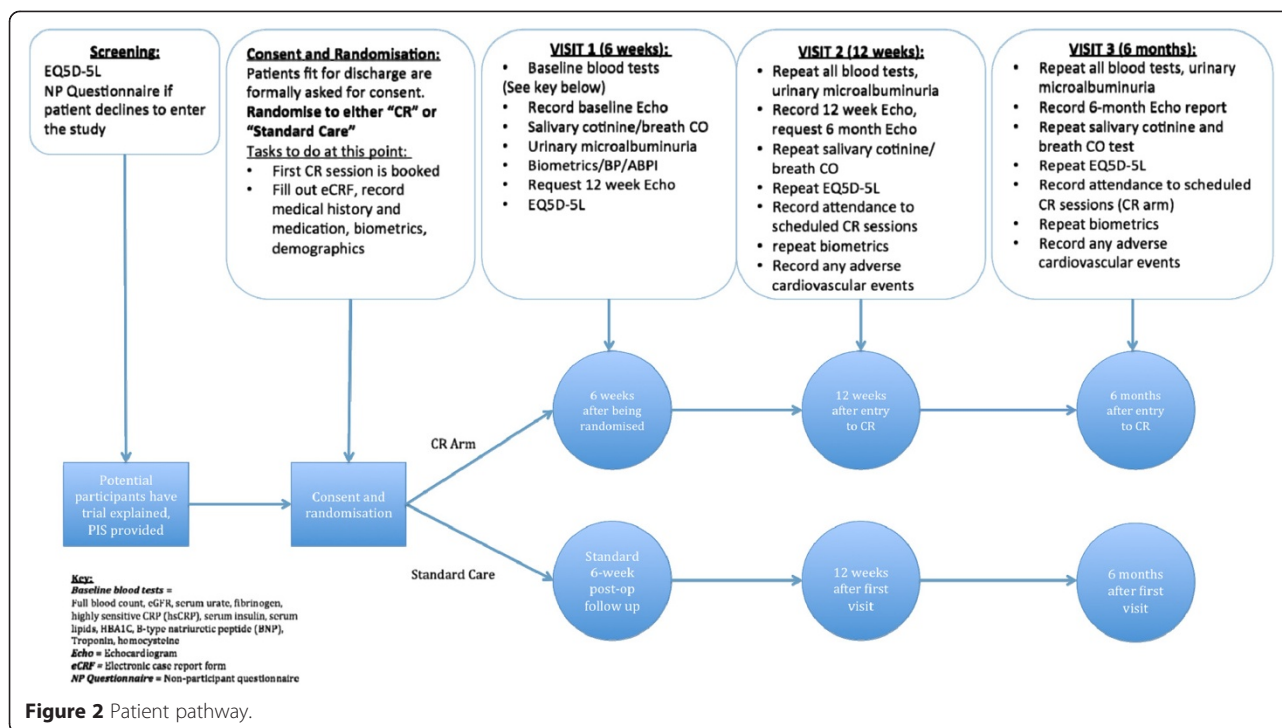 Screening:
EQ5D-5L
NP Questionnaire if
patient declines to enter
the study
Consent and Randomisation:
Patients fit for discharge are
formally asked for consent.
Randomise to either “CR” or
“Standard Care”
Tasks to do at this point:
• First CR session is booked
• Fill out eCRF, record
medical history and
medication, biometrics,
demographics
VISIT 1 (6 weeks):
• Baseline blood tests
(See key below)
• Record baseline Echo
• Salivary cotinine/breath CO
• Urinary microalbuminuria
• Biometrics/BP/ABPI
• Request 12 week Echo
• EQ5D-5L
VISIT 2 (12 weeks):
• Repeat all blood tests,
urinary microalbuminuria
• Record 12 week Echo,
request 6 month Echo
• Repeat salivary cotinine/
breath CO
• Repeat EQ5D-5L
• Record attendance to
scheduled CR sessions
• repeat biometrics
• Record any adverse
cardiovascular events
VISIT 3 (6 months):
• Repeat all blood tests, urinary
microalbuminuria
• Record 6-month Echo report
• Repeat salivary cotinine and
breath CO test
• Repeat EQ5D-5L
• Record attendance to scheduled
CR sessions (CR arm)
• Repeat biometrics
• Record any adverse
cardiovascular events
Potential
participants have
trial explained,
PIS provided
Consent and
randomisation
CR Arm
6 weeks
after being
randomised
12 weeks
after entry
to CR
6 months
after entry
to CR
Standard Care
Standard
6-week
post-op
follow up
12 weeks
after first
visit
6 months
after first
visit
Key:
Baseline blood tests =
Full blood count, eGFR, serum urate, fibrinogen,
highly sensitive CRP (hsCRP), serum insulin, serum
lipids, HBA1C, B-type natriuretic peptide (BNP),
Troponin, homocysteine
Echo = Echocardiogram
eCRF = Electronic case report form
NP Questionnaire = Non-participant questionnaire
Figure 2 Patient pathway.